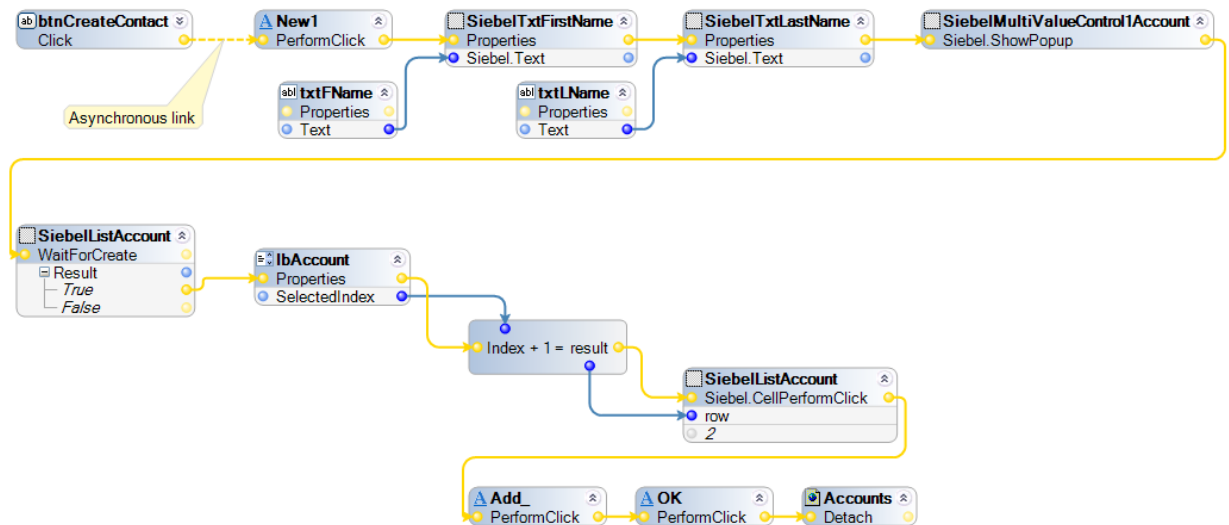 btnCreateContact
Click
New1
PerformClick
SiebelTxtFirstName
Properties
Siebel.Text
SiebelTxtLastName
Properties
Siebel.Text
SiebelMultiValueControl1Account
Siebel.ShowPopup
Asynchronous link
txtFName
Properties
Text
txtLName
Properties
Text
SiebelListAccount
WaitForCreate
Result
True
False
lbAccount
Properties
SelectedIndex
Index + 1 = result
SiebelListAccount
Siebel.CellPerformClick
row
2
Add_
PerformClick
OK
PerformClick
Accounts
Detach